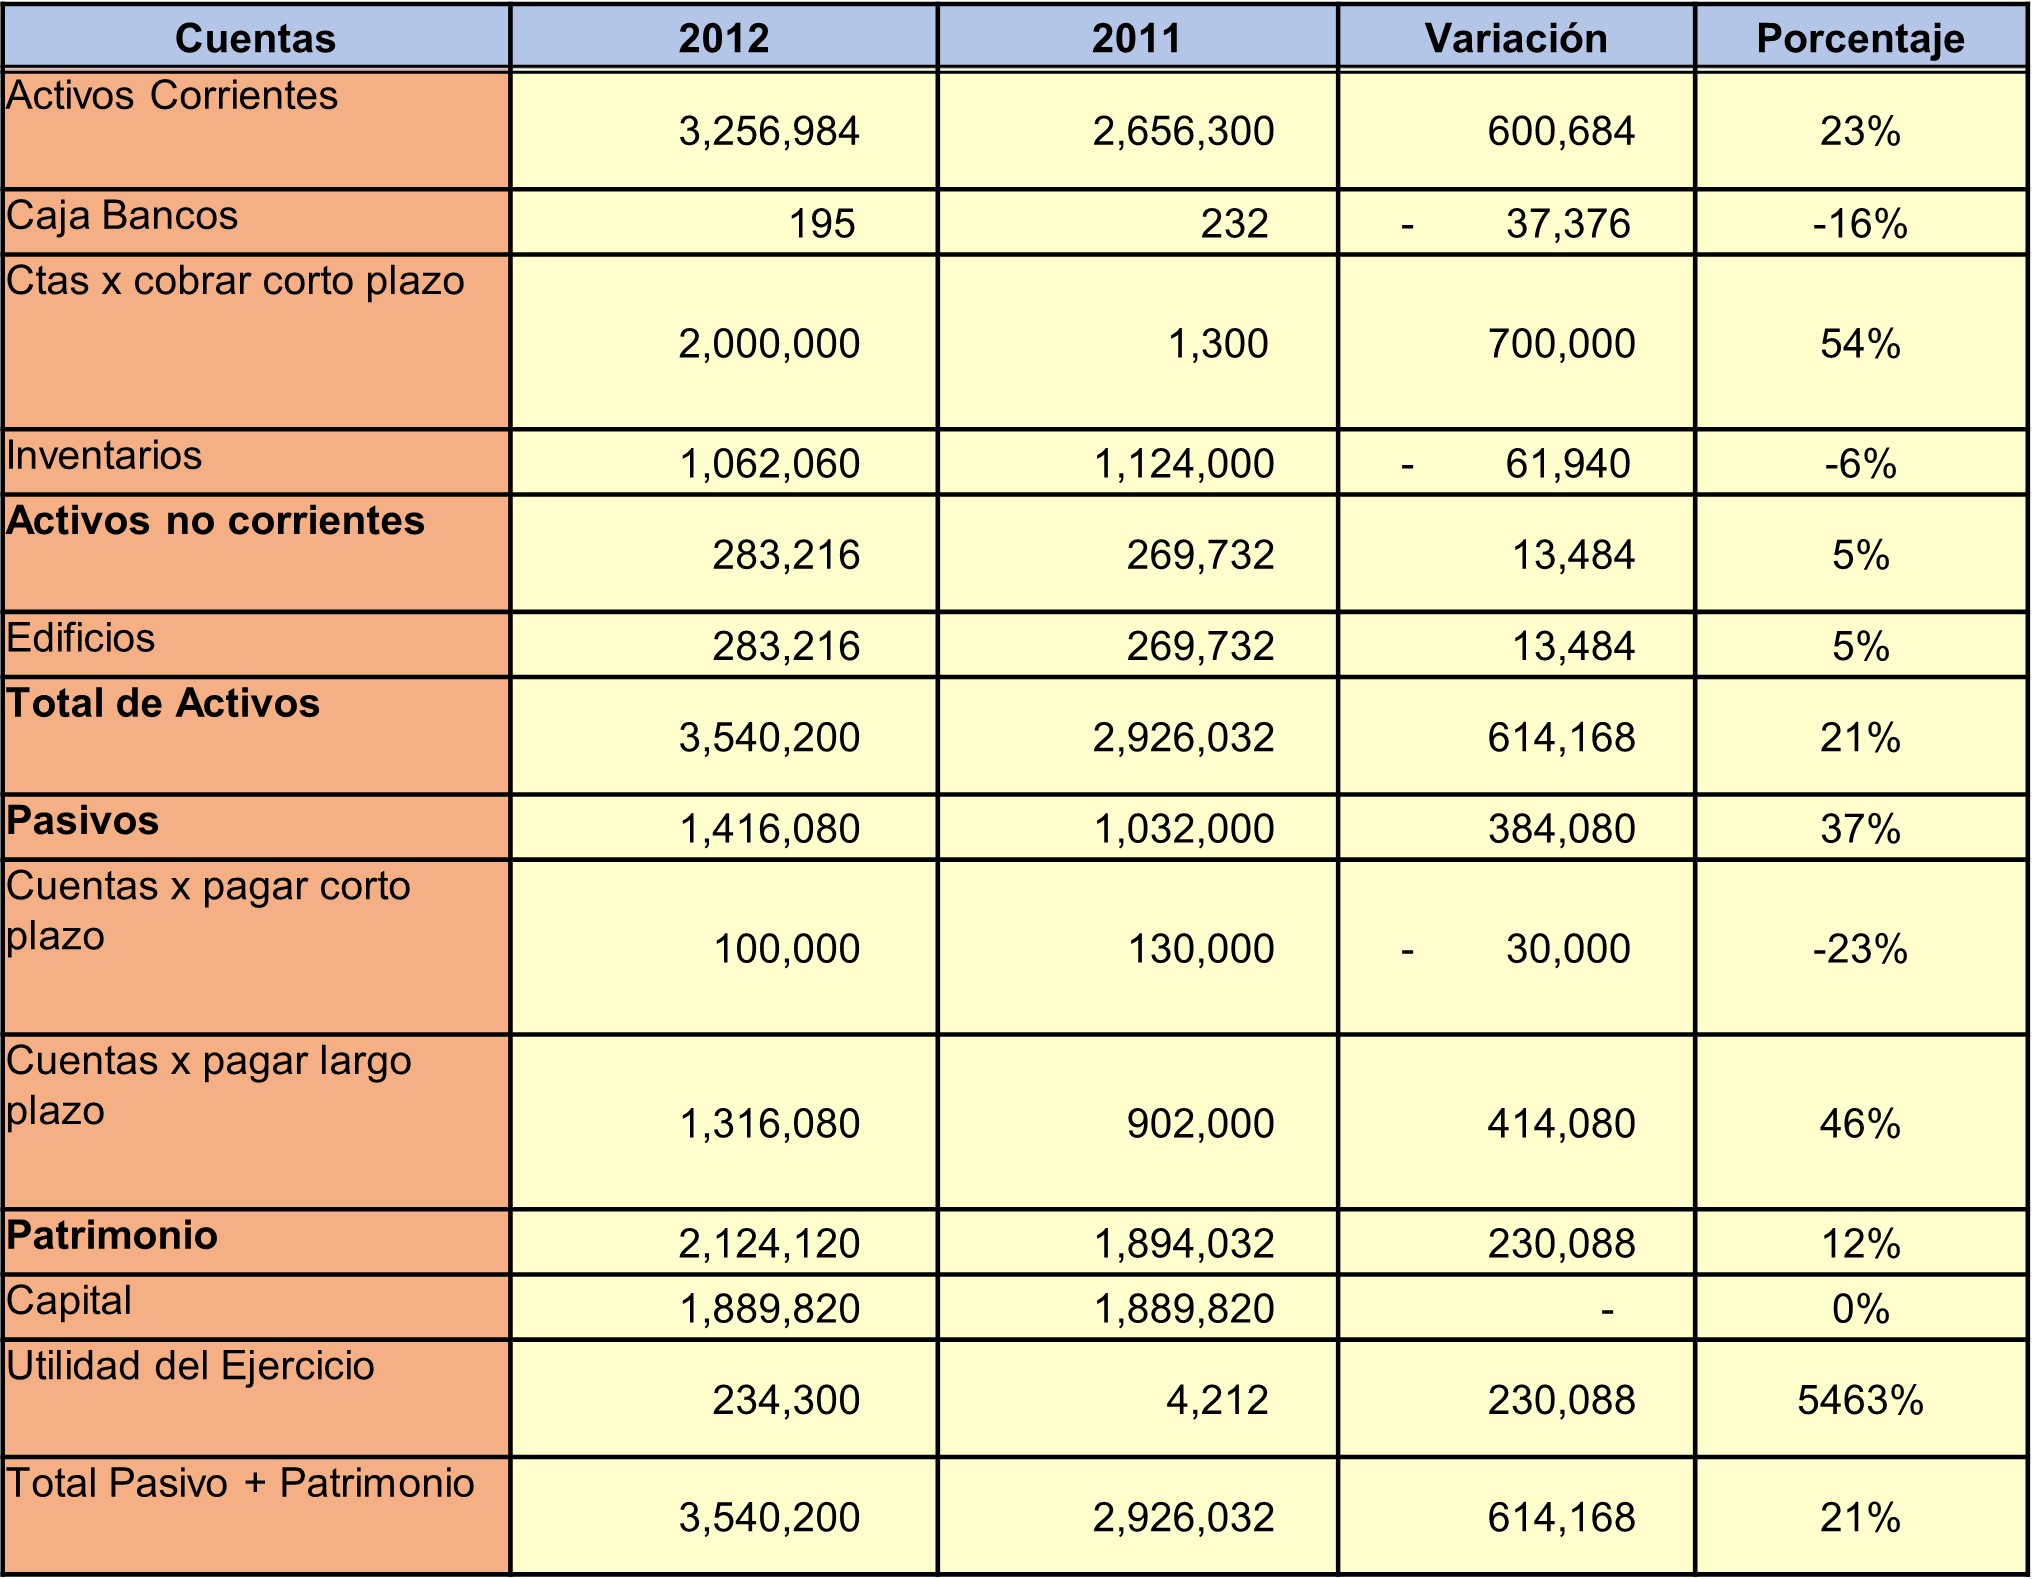 Cuentas 2012 2011 Variación Porcentaje
Activos Corrientes 3,256,984 2,656,300 600,684 23%
Caja Bancos 195 232 - 37,376 -16%
Ctas x cobrar corto plazo 2,000,000 1,300 700,000 54%
Inventarios 1,062,060 1,124,000 - 61,940 -6%
Activos no corrientes 283,216 269,732 13,484 5%
Edificios 283,216 269,732 13,484 5%
Total de Activos 3,540,200 2,926,032 614,168 21%
Pasivos 1,416,080 1,032,000 384,080 37%
Cuentas x pagar corto
plazo 100,000 130,000 - 30,000 -23%
Cuentas x pagar largo
plazo 1,316,080 902,000 414,080 46%
Patrimonio 2,124,120 1,894,032 230,088 12%
Capital 1,889,820 1,889,820 - 0%
Utilidad del Ejercicio 234,300 4,212 230,088 5463%
Total Pasivo + Patrimonio 3,540,200 2,926,032 614,168 21%